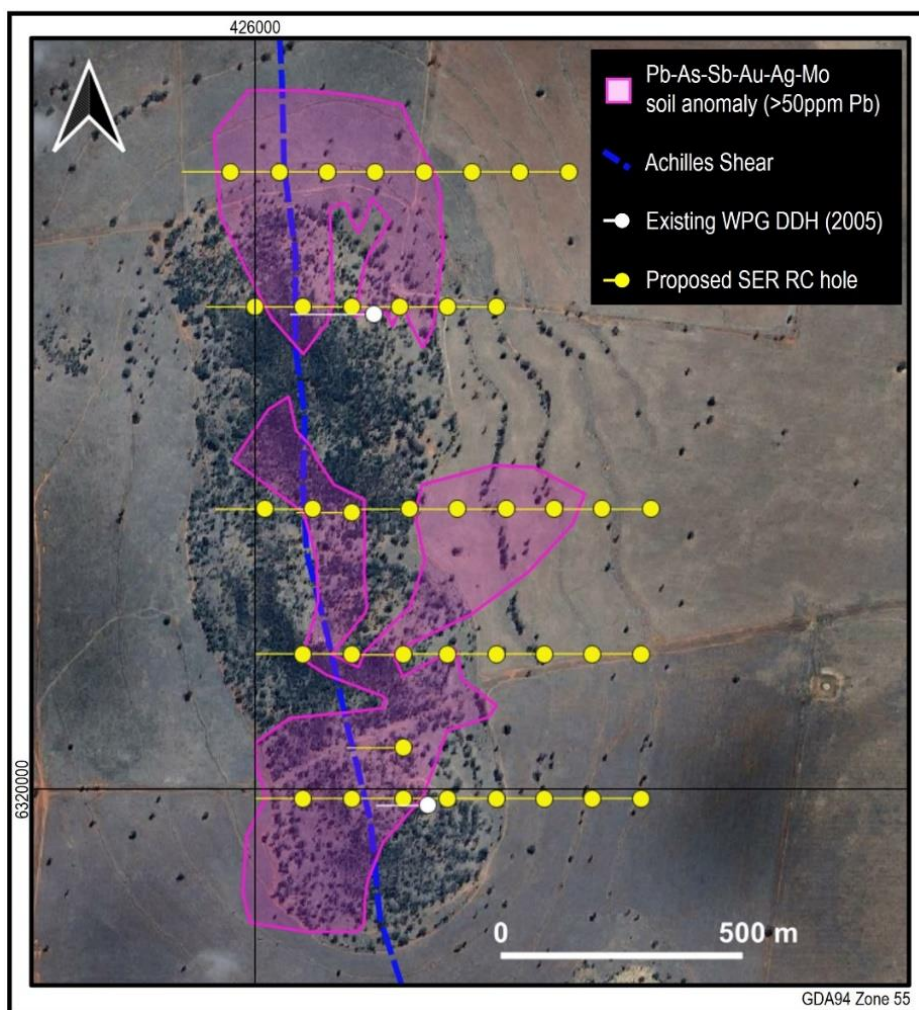 426000
Pb-As-Sb-Au-Ag-Mo
soil anomaly (>50ppm Pb)
Achilles Shear
Existing WPG DDH (2005)
Proposed SER RC hole
6320000
0 500 m
GDA94 Zone 55